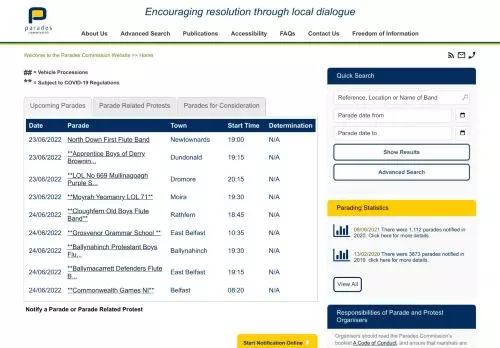 Encouraging resolution through local dialogue
parades
commission
About Us Advanced Search Publications Accessibility FAQs Contact Us Freedom of Information
Welcome to the Parades Commission Website >> Home
## = Vehicle Processions
** = Subject to COVID-19 Regulations
Upcoming Parades Parade Related Protests Parades for Consideration
Date Parade Town Start Time Determination
23/06/2022 North Down First Flute Band Newtownards 19:00 N/A
23/06/2022 **Apprentice Boys of Derry Brownin... Dundonald 19:15 N/A
23/06/2022 **LOL No 669 Mullinagoagh Purple S... Dromore 20:15 N/A
23/06/2022 **Moyrah Yeomanry LOL 71** Moira 19:30 N/A
24/06/2022 **Cloughfern Old Boys Flute Band** Rathfern 18:45 N/A
24/06/2022 **Grosvenor Grammar School ** East Belfast 10:35 N/A
24/06/2022 **Ballynahinch Protestant Boys Flu... Ballynahinch 19:30 N/A
24/06/2022 **Ballymacarrett Defenders Flute B... East Belfast 19:15 N/A
24/06/2022 **Commonwealth Games NI** Belfast 08:20 N/A
Notify a Parade or Parade Related Protest
Start Notification Online
Quick Search
Reference, Location or Name of Band
Parade date from
Parade date to
Show Results
Advanced Search
Parading Statistics
08/06/2021 There were 1,112 parades notified in
2020. Click here for more details.
13/02/2020 There were 3873 parades notified in
2019. click here for more details.
View All
Responsibilities of Parade and Protest
Organisers
Organisers should read the Parades Commission's
booklet A Code of Conduct, and ensure that marshals are